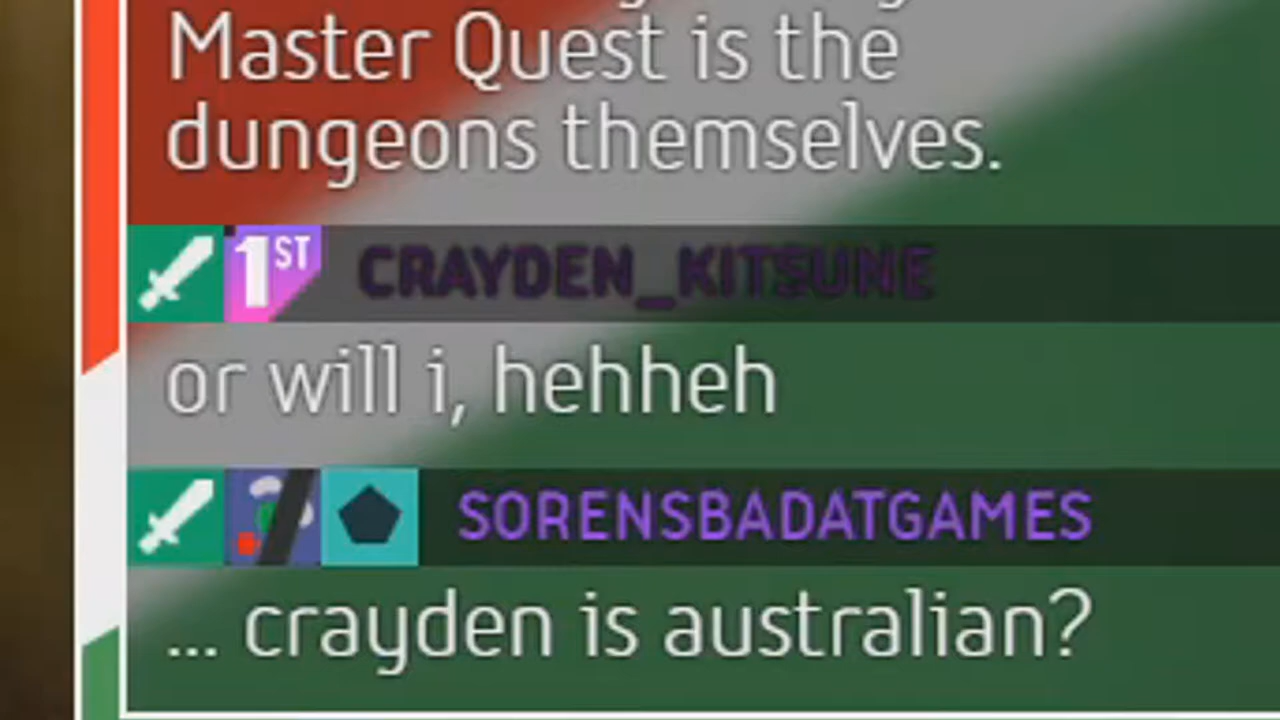 Master Quest is the
dungeons themselves.
1ST CRAYDEN_KITSUNE
or will i, hehheh
SORENSBADATGAMES
... crayden is australian?